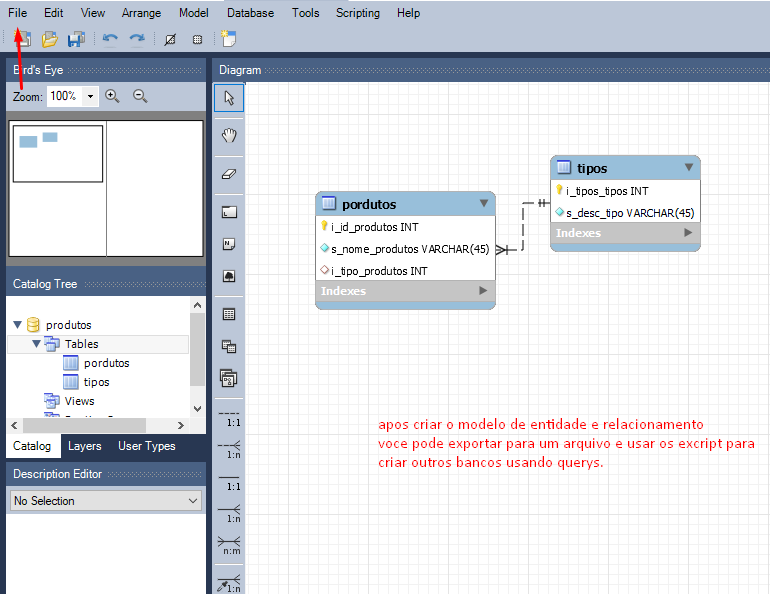 File Edit View Arrange Model Database Tools Scripting Help
Bird's Eye
Zoom: 100%
Catalog Tree
produtos
Tables
pordutos
tipos
Views
Catalog Layers User Types
Description Editor
No Selection
Diagram
1:1
1:n
1:1
1:n
n:m
1:n
pordutos
i_id_produtos INT
s_nome_produtos VARCHAR(45)
i_tipo_produtos INT
Indexes
tipos
i_tipos_tipos INT
s_desc_tipo VARCHAR(45)
Indexes
apos criar o modelo de entidade e relacionamento
voce pode exportar para um arquivo e usar os excript para
criar outros bancos usando querys.